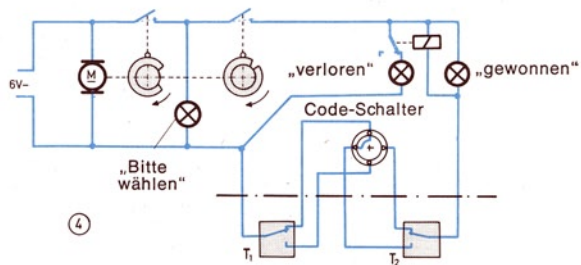 6V~
M
„verloren"
„gewonnen"
Code-Schalter
„Bitte
wählen"
4
T₁
T₂